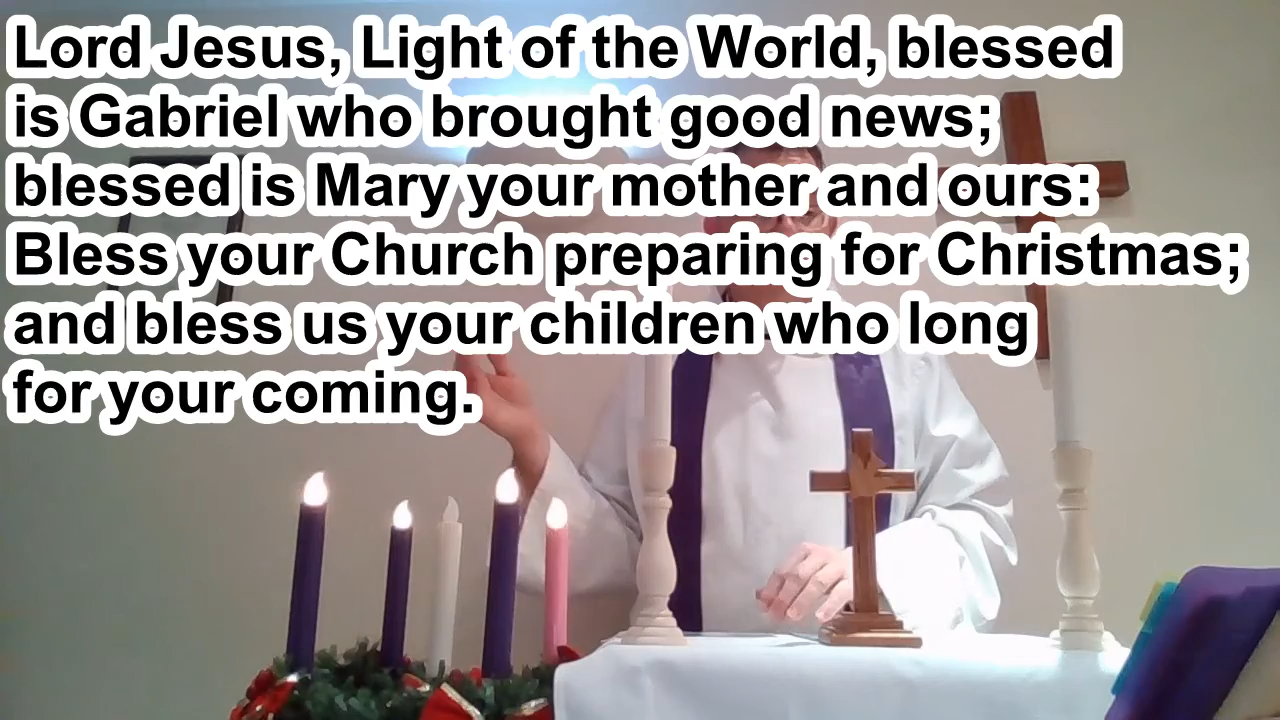 Lord Jesus, Light of the World, blessed
is Gabriel who brought good news;
blessed is Mary your mother and ours:
Bless your Church preparing for Christmas;
and bless us your children who long
for your coming.